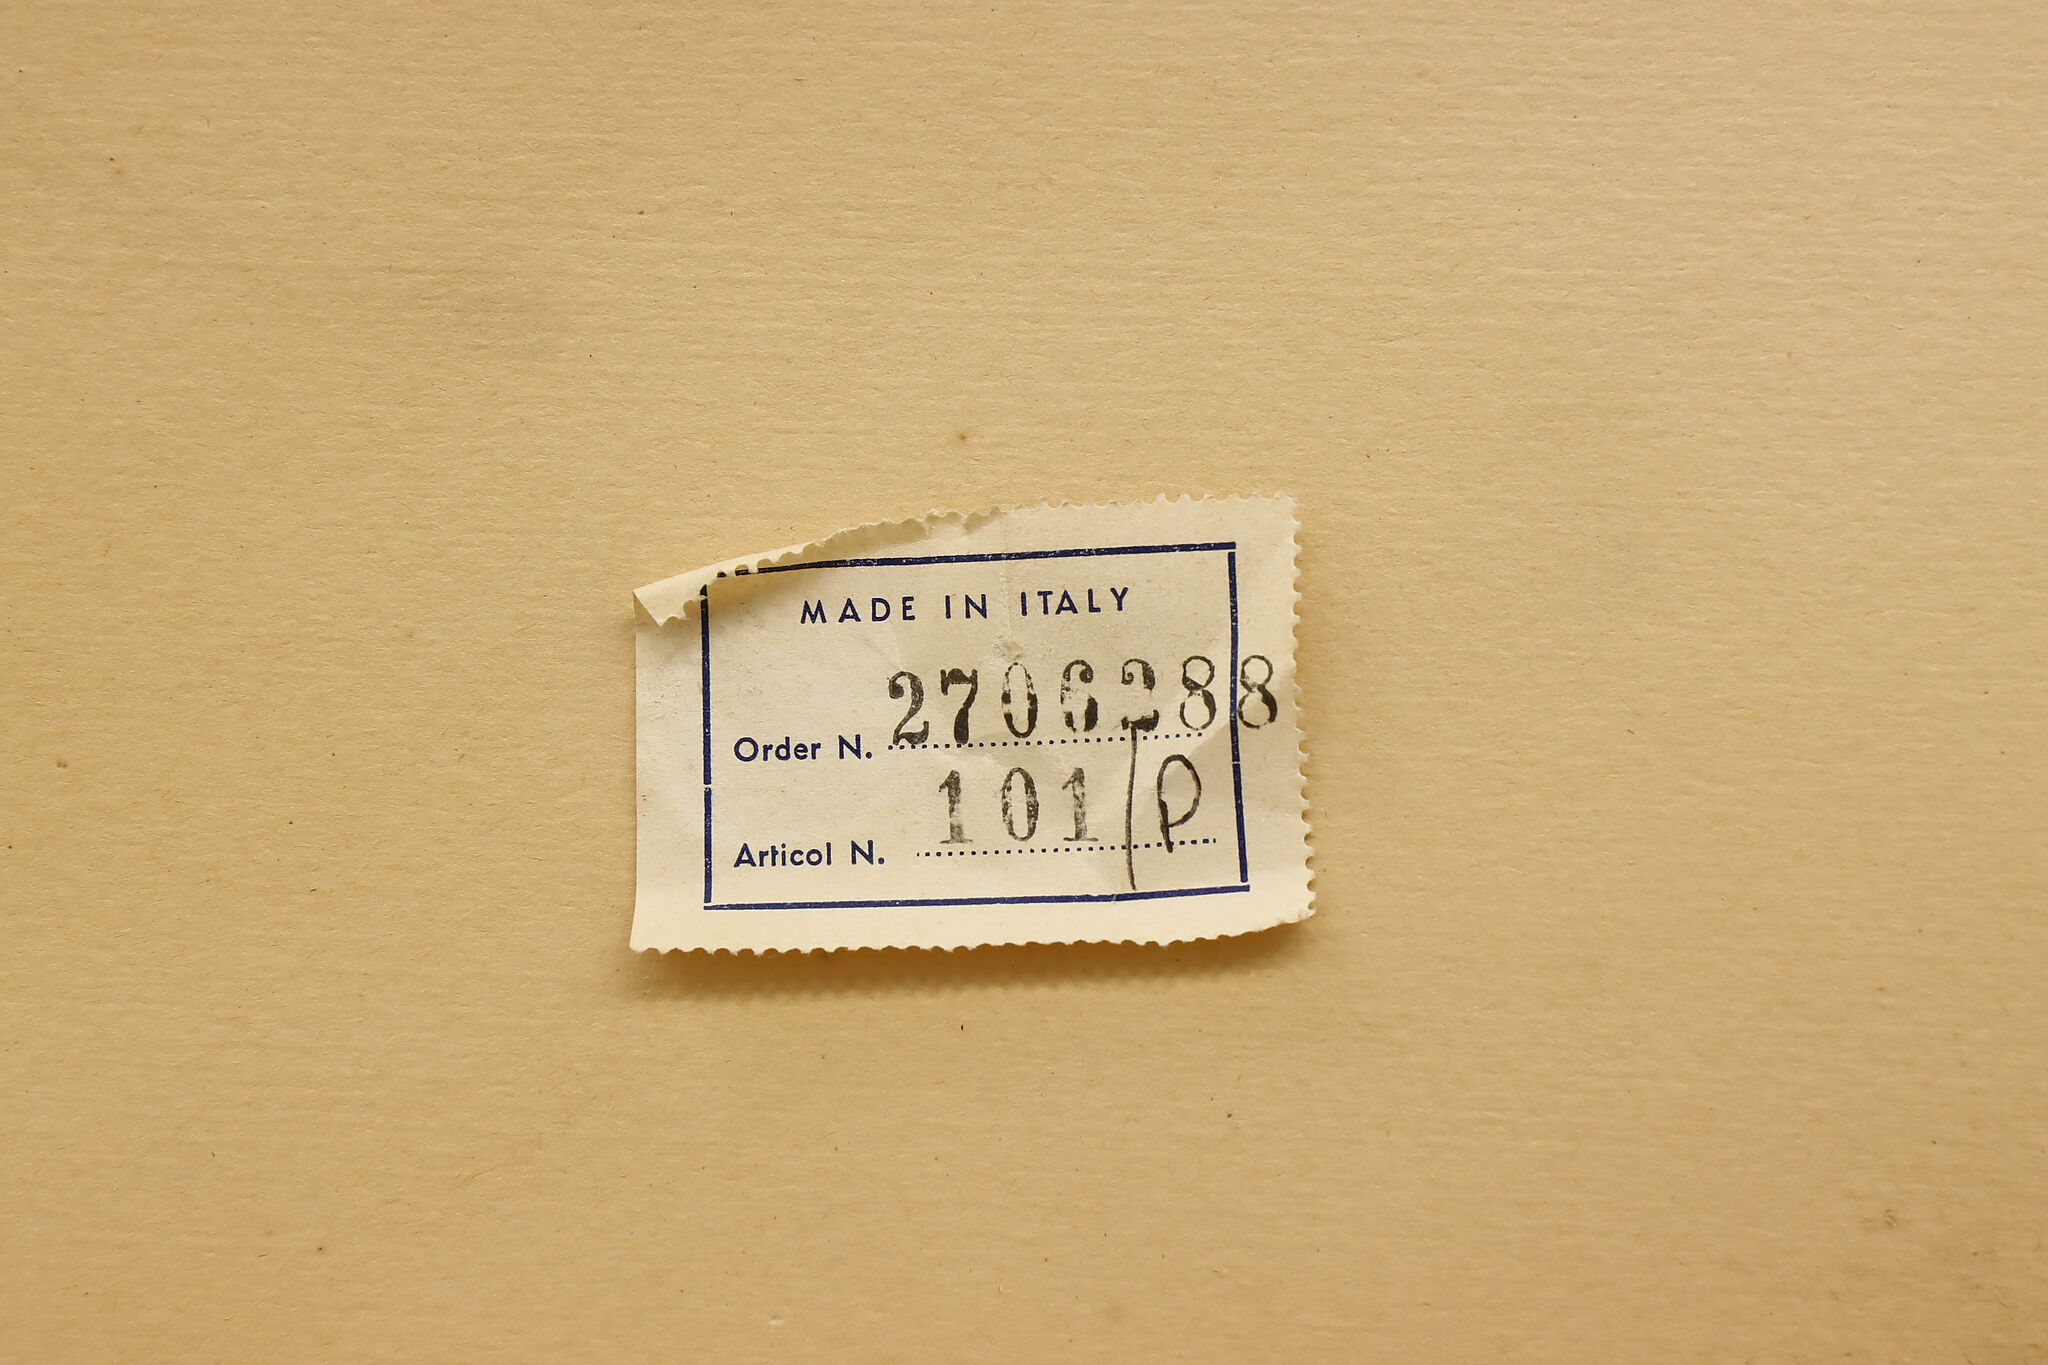 MADE IN ITALY
Order N. 2706288
Articol N. 101/P